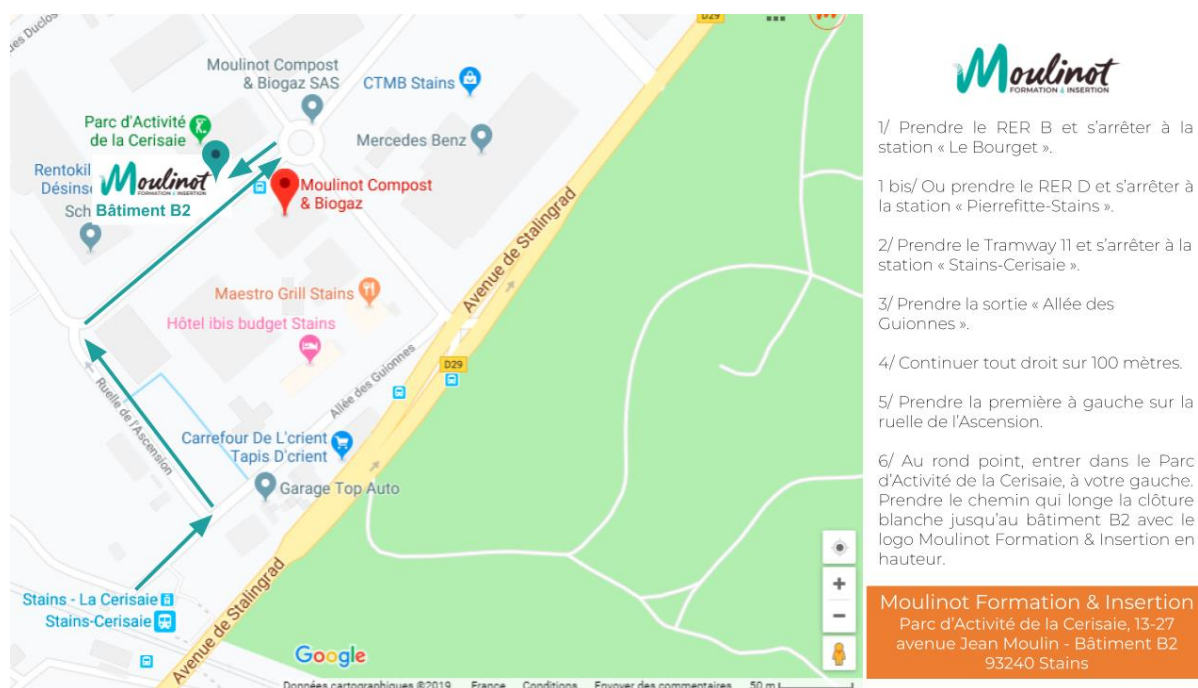 es Duclos
D29
Moulinot Compost
& Biogaz SAS
CTMB Stains
Parc d'Activité
de la Cerisaie
Mercedes Benz
Rentokil
Désins
Moulinot
FORMATION & INSERTION
Sch Bâtiment B2
Moulinot Compost
& Biogaz
Avenue de Stalingrad
Maestro Grill Stains
Hôtel ibis budget Stains
D29
Allée des Guionnes
Ruelle de l'Ascension
Carrefour De L'crient
Tapis D'crient
Garage Top Auto
Stains - La Cerisaie
Stains-Cerisaie
Avenue de Stalingrad
Google
Données cartographiques ©2019 France Conditions Envoyer des commentaires 50 m
Moulinot
FORMATION & INSERTION
1/ Prendre le RER B et s'arrêter à la
station « Le Bourget ».
1 bis/ Ou prendre le RER D et s'arrêter à
la station « Pierrefitte-Stains ».
2/ Prendre le Tramway 11 et s'arrêter à la
station « Stains-Cerisaie ».
3/ Prendre la sortie « Allée des
Guionnes ».
4/ Continuer tout droit sur 100 mètres.
5/ Prendre la première à gauche sur la
ruelle de l'Ascension.
6/ Au rond point, entrer dans le Parc
d'Activité de la Cerisaie, à votre gauche.
Prendre le chemin qui longe la clôture
blanche jusqu'au bâtiment B2 avec le
logo Moulinot Formation & Insertion en
hauteur.
Moulinot Formation & Insertion
Parc d'Activité de la Cerisaie, 13-27
avenue Jean Moulin - Bâtiment B2
93240 Stains